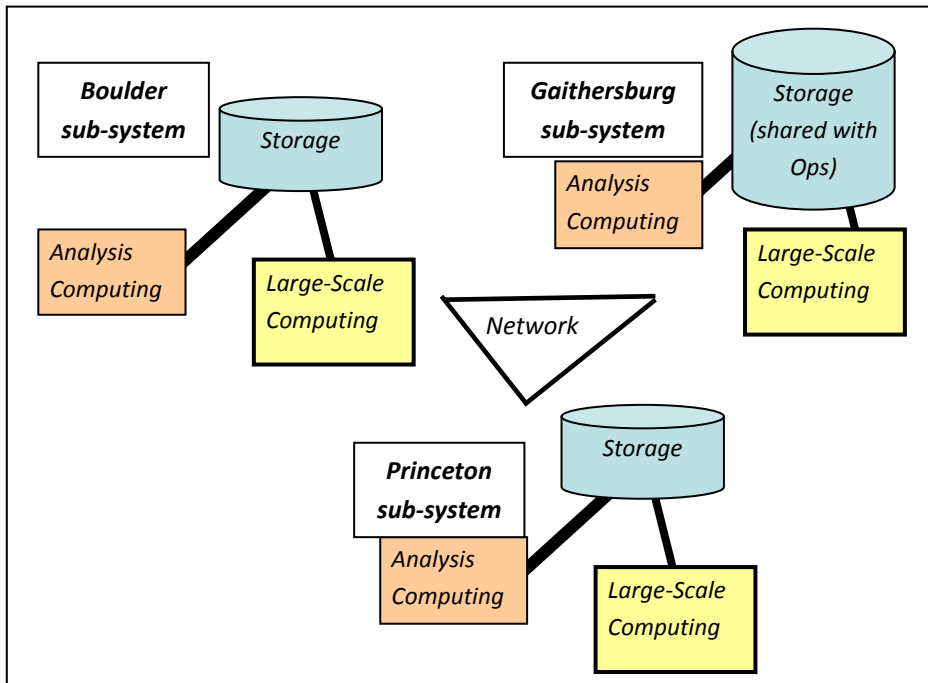 Boulder
sub-system
Storage
Analysis
Computing
Large-Scale
Computing
Gaithersburg
sub-system
Storage
(shared with
Ops)
Analysis
Computing
Large-Scale
Computing
Network
Princeton
sub-system
Storage
Analysis
Computing
Large-Scale
Computing